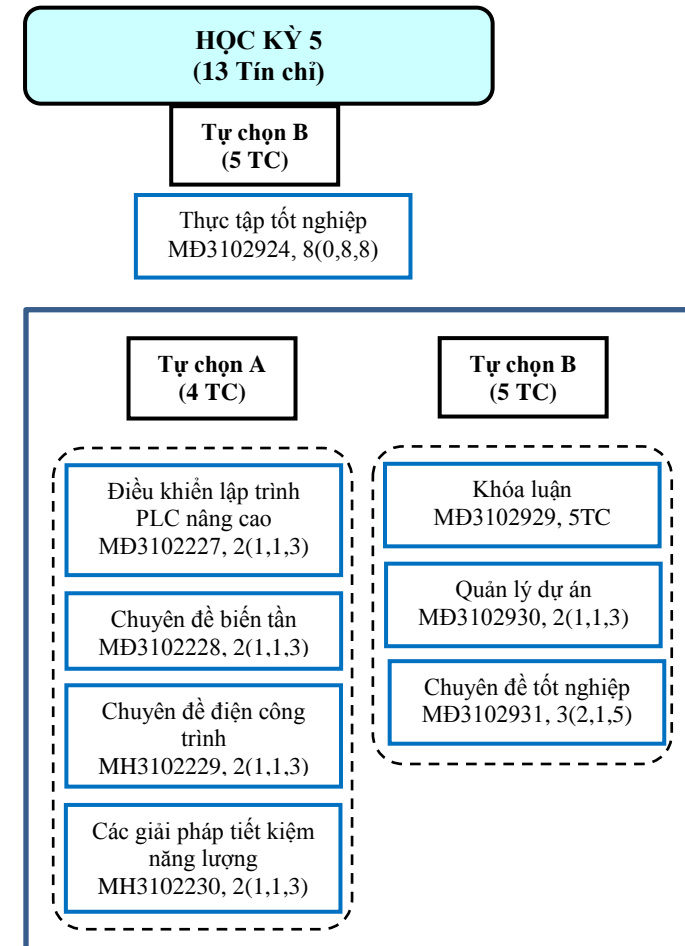 HỌC KỲ 5
(13 Tín chỉ)
Tự chọn B
(5 TC)
Thực tập tốt nghiệp
MĐ3102924, 8(0,8,8)
Tự chọn A
(4 TC)
Điều khiển lập trình
PLC nâng cao
MĐ3102227, 2(1,1,3)
Chuyên đề biến tần
MĐ3102228, 2(1,1,3)
Chuyên đề điện công
trình
MH3102229, 2(1,1,3)
Các giải pháp tiết kiệm
năng lượng
MH3102230, 2(1,1,3)
Tự chọn B
(5 TC)
Khóa luận
MĐ3102929, 5TC
Quản lý dự án
MĐ3102930, 2(1,1,3)
Chuyên đề tốt nghiệp
MĐ3102931, 3(2,1,5)